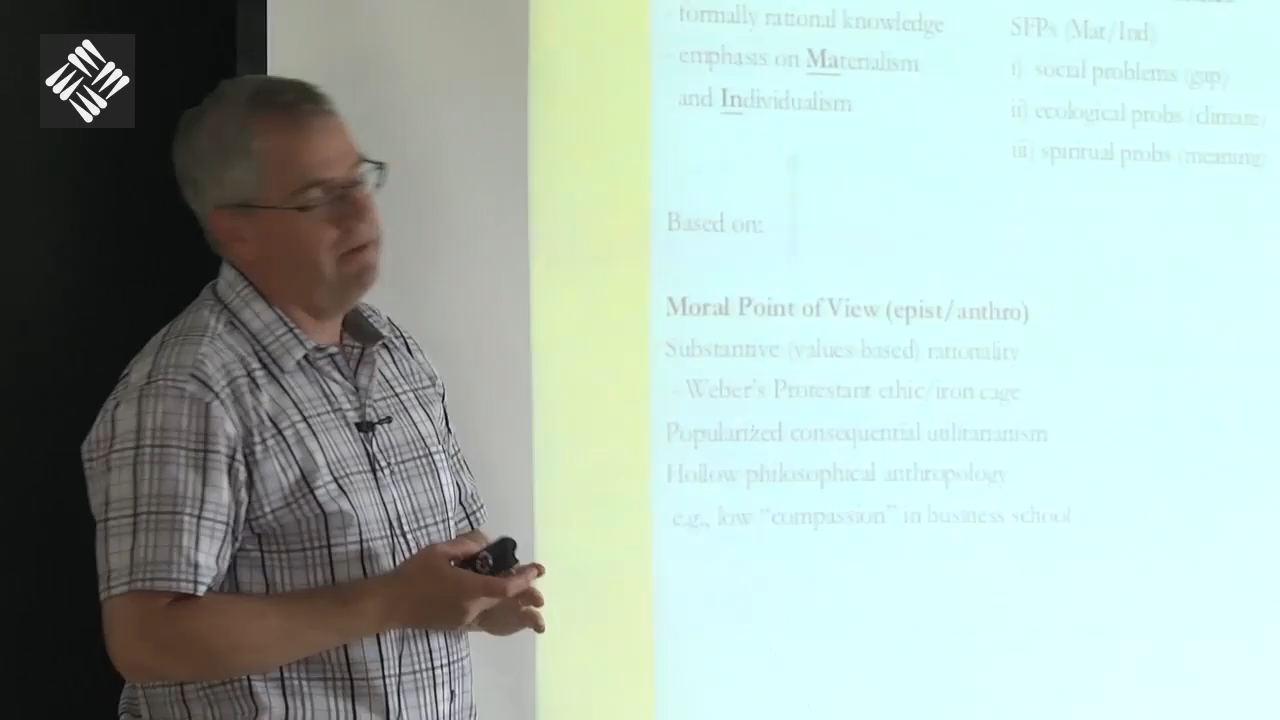 formally rational knowledge
emphasis on Materialism
and Individualism
SFPs (Mat/Ind)
i) social problems (gap)
ii) ecological probs (climate)
iii) spiritual probs (meaning)
Based on:
Moral Point of View (epist/anthro)
Substantive (values-based) rationality
- Weber's Protestant ethic/iron cage
Popularized consequential utilitarianism
Hollow philosophical anthropology
e.g., low "compassion" in business school